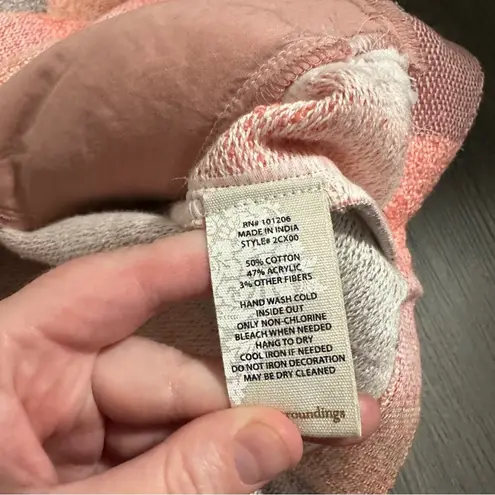 RN# 101206
MADE IN INDIA
STYLE# 2CX00
50% COTTON
47% ACRYLIC
3% OTHER FIBERS
HAND WASH COLD
INSIDE OUT
ONLY NON-CHLORINE
BLEACH WHEN NEEDED
HANG TO DRY
COOL IRON IF NEEDED
DO NOT IRON DECORATION
MAY BE DRY CLEANED
roundings